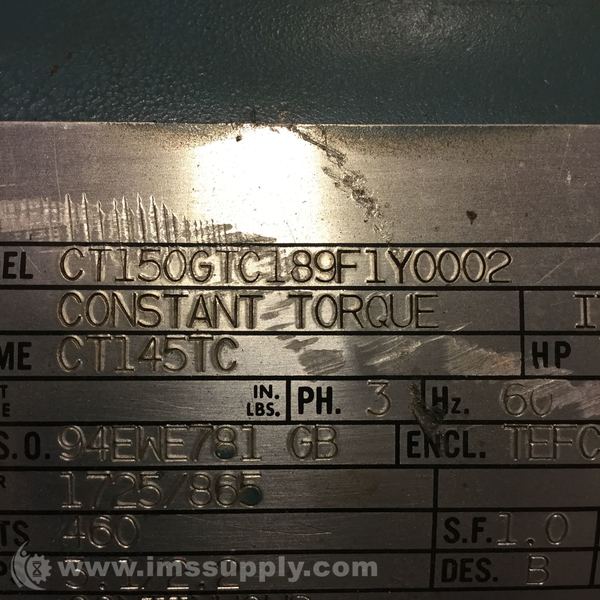 EL CT150GTC189F1Y0002
CONSTANT TORQUE
ME CT145TC HP
IN. LBS. PH. 3 Hz. 60
S.O. 94EWE781 GB ENCL. TEFC
1725/865
TS 460 S.F. 1.0
DES. B
www.imssupply.com